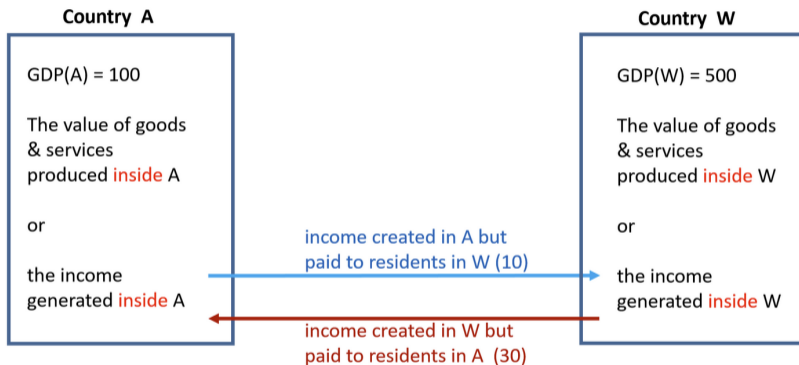 Country A
GDP(A) = 100
The value of goods
& services
produced inside A
or
the income
generated inside A
income created in A but
paid to residents in W (10)
income created in W but
paid to residents in A (30)
Country W
GDP(W) = 500
The value of goods
& services
produced inside W
or
the income
generated inside W